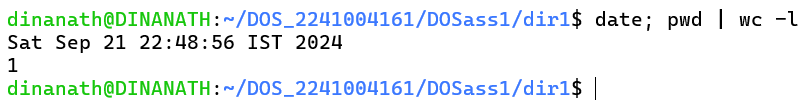 dinanath@DINANATH:~/DOS_2241004161/DOSass1/dir1$ date; pwd | wc -l
Sat Sep 21 22:48:56 IST 2024
1
dinanath@DINANATH:~/DOS_2241004161/DOSass1/dir1$